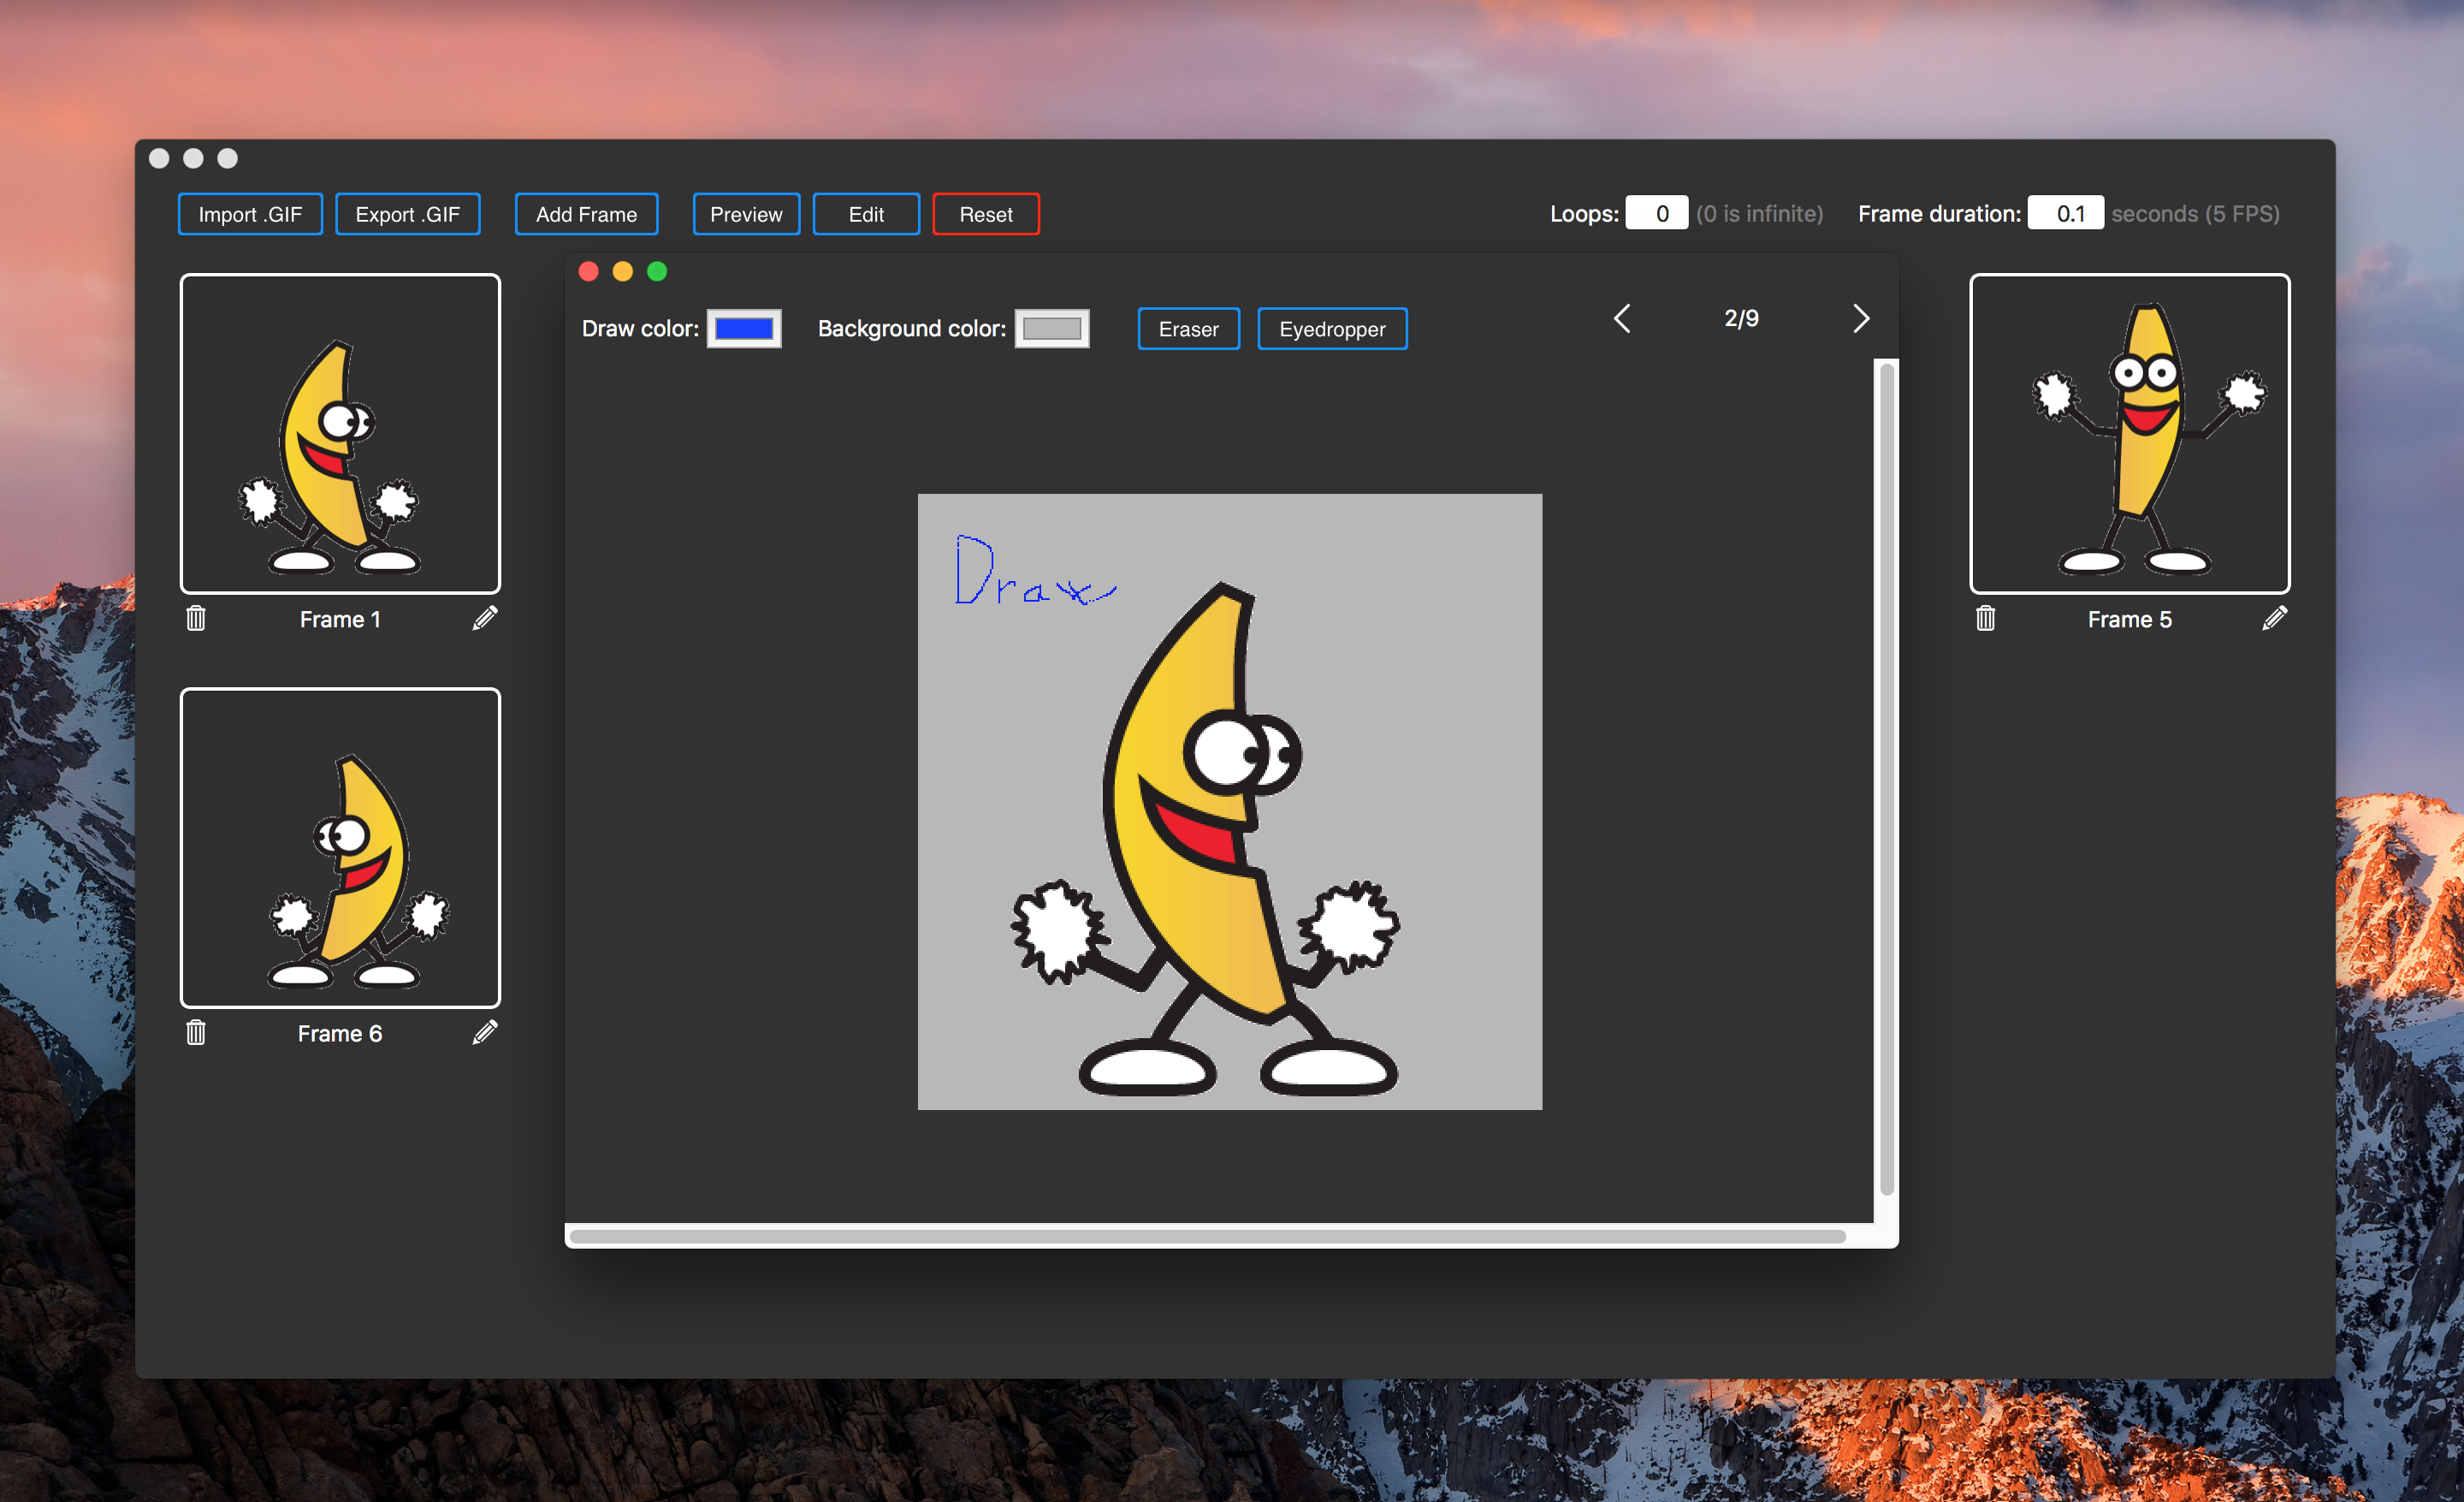 Import .GIF Export .GIF Add Frame Preview Edit Reset Loops: 0 (0 is infinite) Frame duration: 0.1 seconds (5 FPS)
Draw color: Background color: Eraser Eyedropper 2/9
Draw
Frame 1
Frame 5
Frame 6